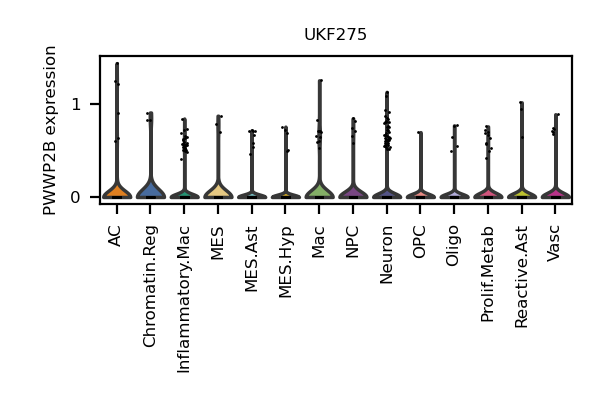 UKF275
PWWP2B expression
1
0
AC
Chromatin.Reg
Inflammatory.Mac
MES
MES.Ast
MES.Hyp
Mac
NPC
Neuron
OPC
Oligo
Prolif.Metab
Reactive.Ast
Vasc